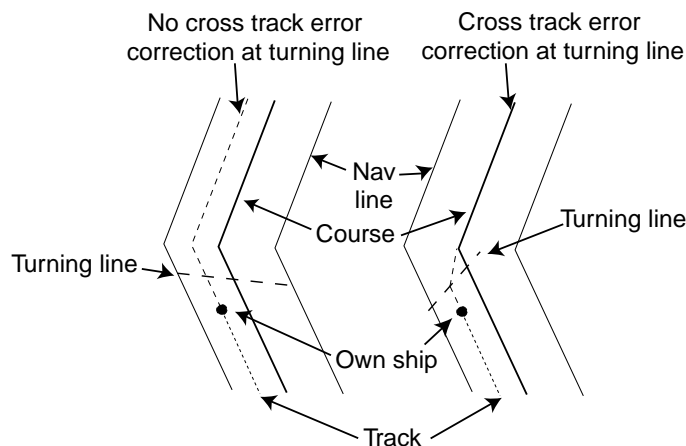 No cross track error
correction at turning line
Cross track error
correction at turning line
Nav
line
Course
Turning line
Turning line
Own ship
Track